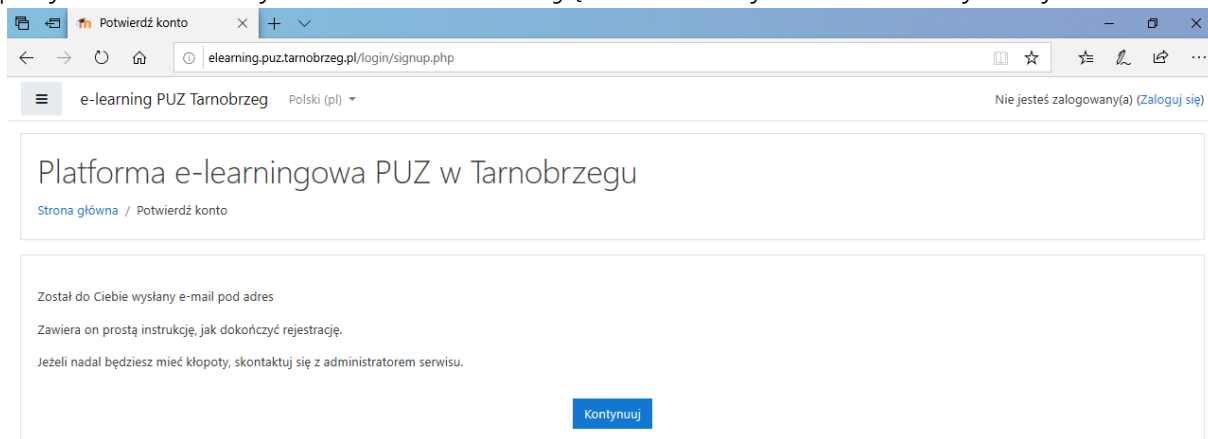 Potwierdź konto
elearning.puz.tarnobrzeg.pl/login/signup.php
e-learning PUZ Tarnobrzeg Polski (pl) Nie jesteś zalogowany(a) (Zaloguj się)
Platforma e-learningowa PUZ w Tarnobrzegu
Strona główna / Potwierdź konto
Został do Ciebie wysłany e-mail pod adres
Zawiera on prostą instrukcję, jak dokończyć rejestrację.
Jeżeli nadal będziesz mieć kłopoty, skontaktuj się z administratorem serwisu.
Kontynuuj